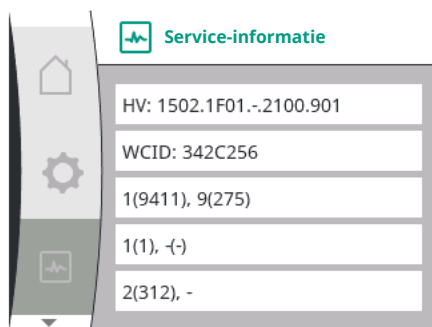 Service-informatie
HV: 1502.1F01.-.2100.901
WCID: 342C256
1(9411), 9(275)
1(1), -(-)
2(312), -